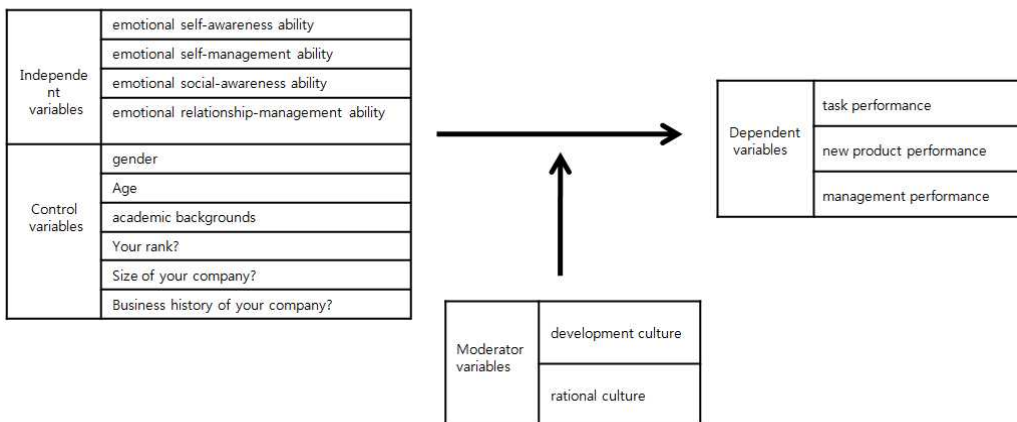 Independe
nt
variables
emotional self-awareness ability
emotional self-management ability
emotional social-awareness ability
emotional relationship-management ability
Control
variables
gender
Age
academic backgrounds
Your rank?
Size of your company?
Business history of your company?
Dependent
variables
task performance
new product performance
management performance
Moderator
variables
development culture
rational culture